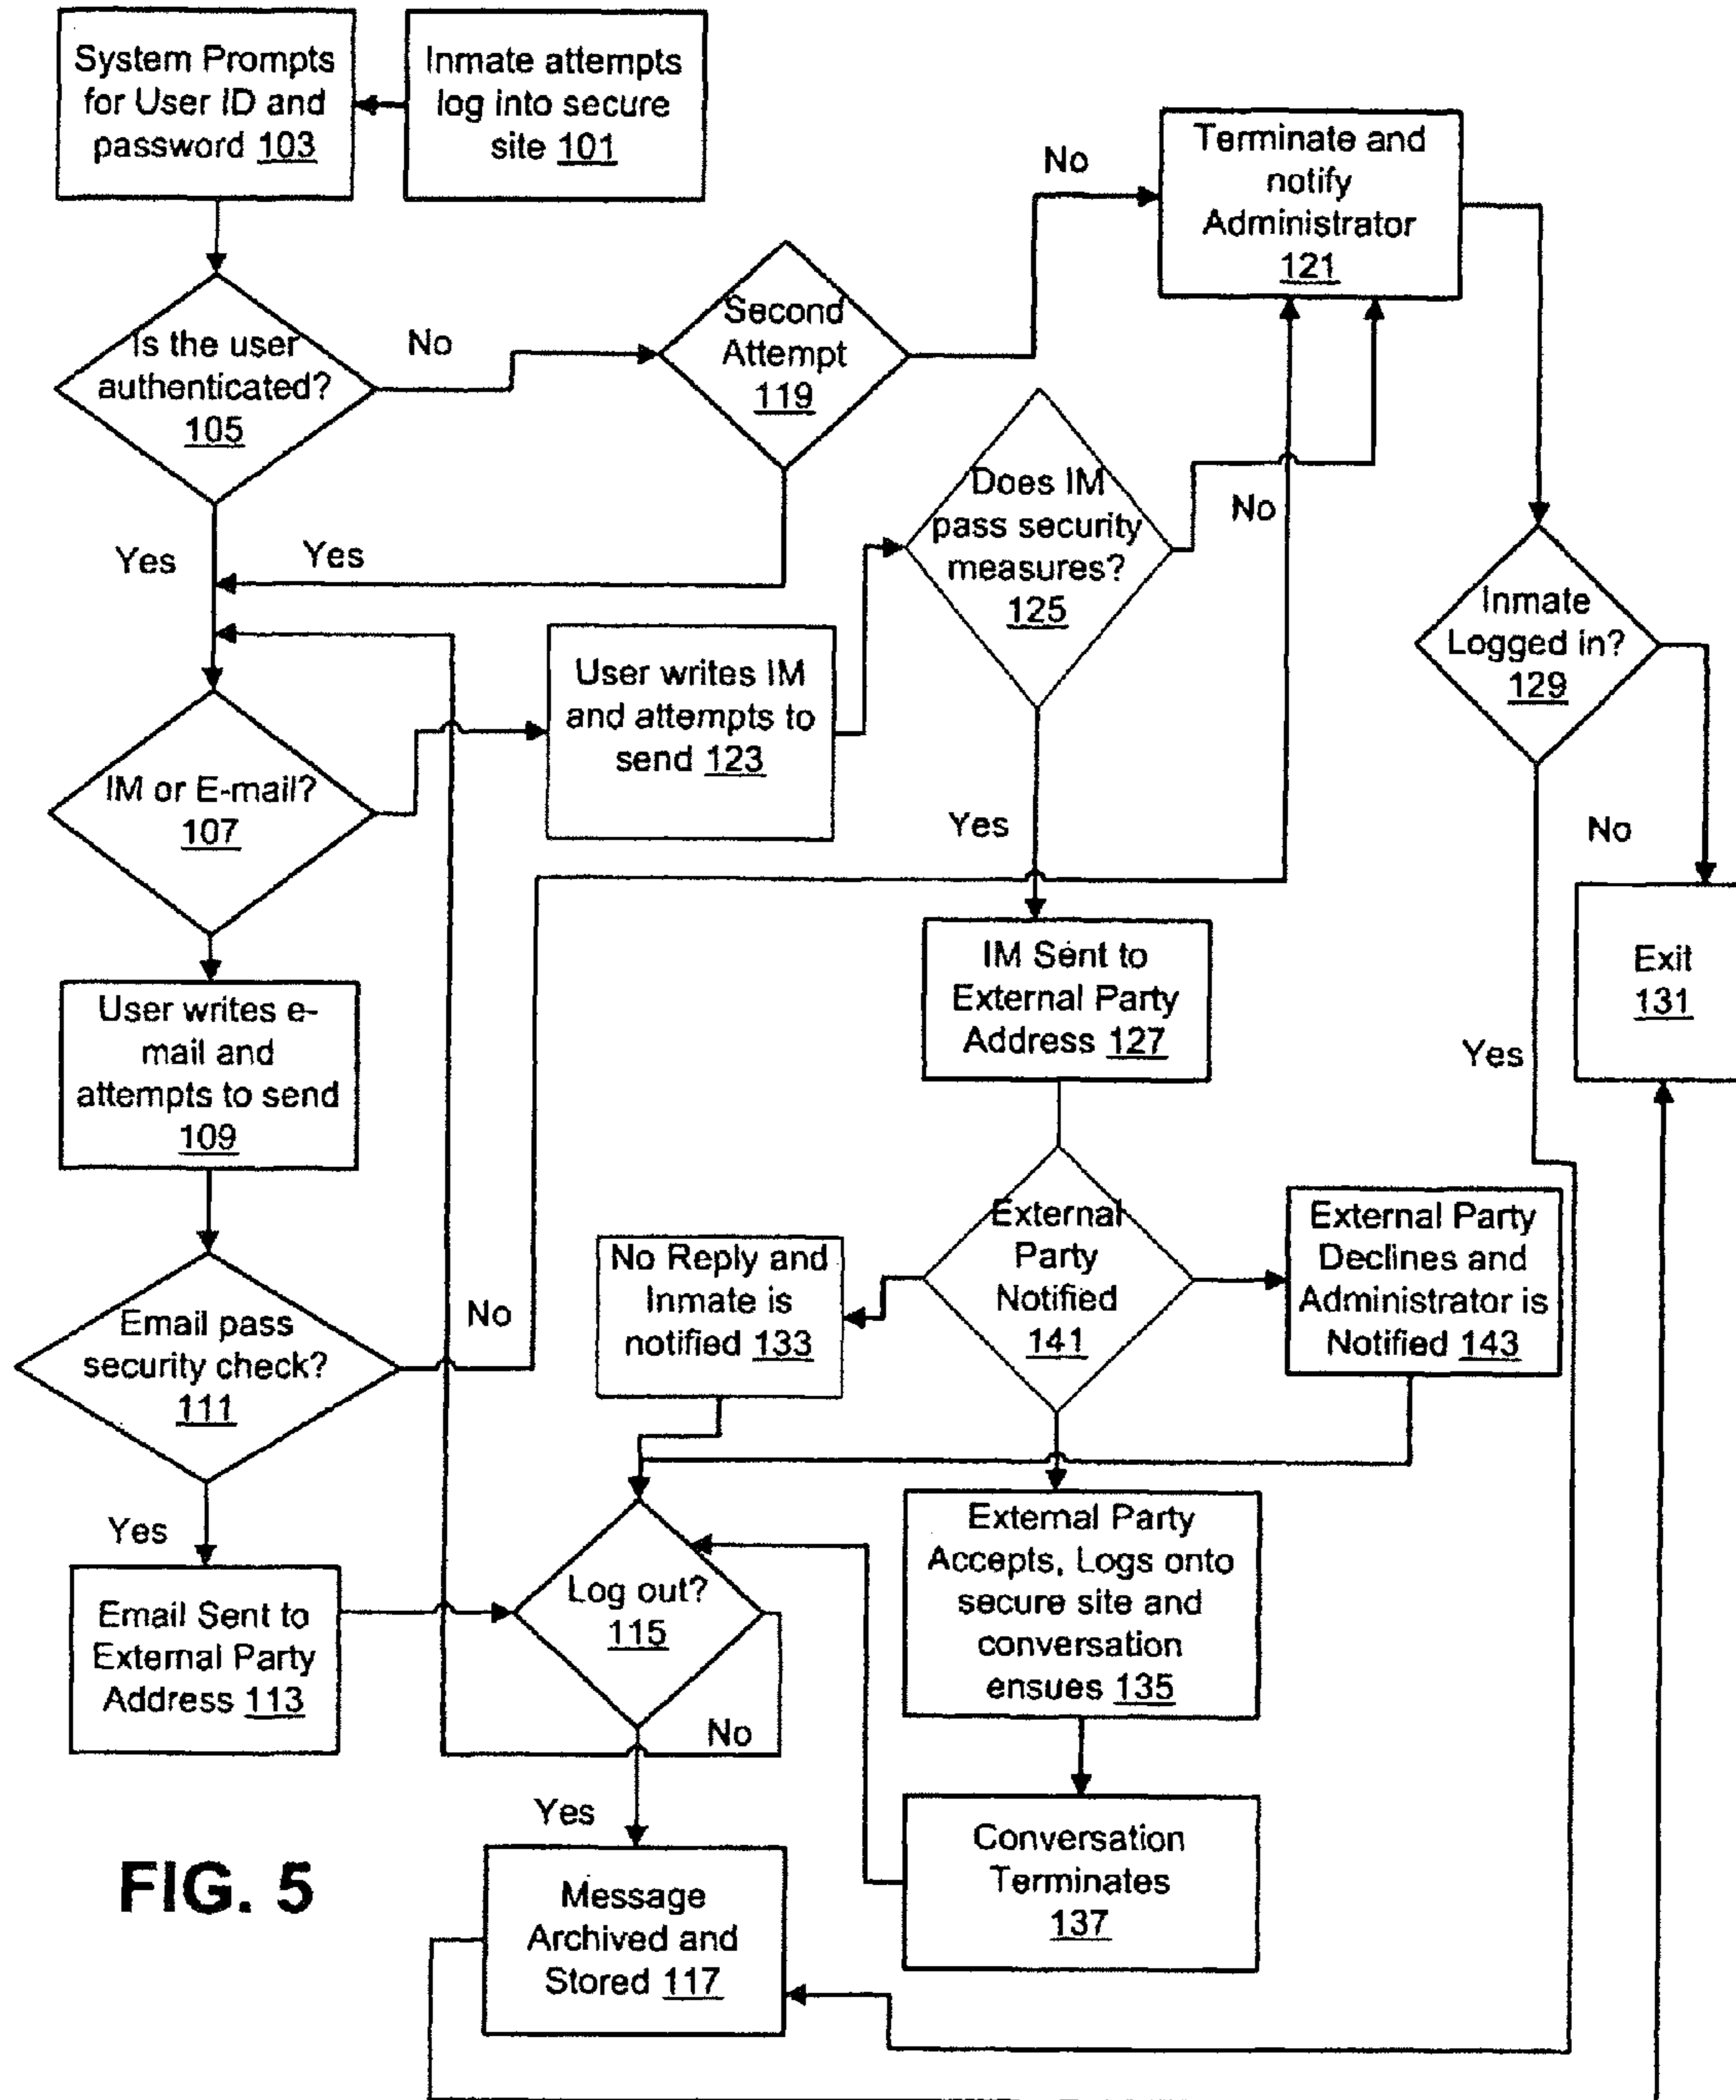 System Prompts
for User ID and
password 103
Inmate attempts
log into secure
site 101
Terminate and
notify
Administrator
121
No
Second
Attempt
119
No
Is the user
authenticated?
105
Does IM
pass security
measures?
125
No
Yes
Yes
Inmate
Logged in?
129
User writes IM
and attempts to
send 123
IM or E-mail?
107
Yes
No
IM Sent to
External Party
Address 127
Exit
131
User writes e-
mail and
attempts to send
109
Yes
External
Party
Notified
141
External Party
Declines and
Administrator is
Notified 143
No Reply and
Inmate is
notified 133
No
Email pass
security check?
111
Yes
External Party
Accepts, Logs onto
secure site and
conversation
ensues 135
Log out?
115
Email Sent to
External Party
Address 113
No
Yes
Conversation
Terminates
137
Message
Archived and
Stored 117
FIG. 5